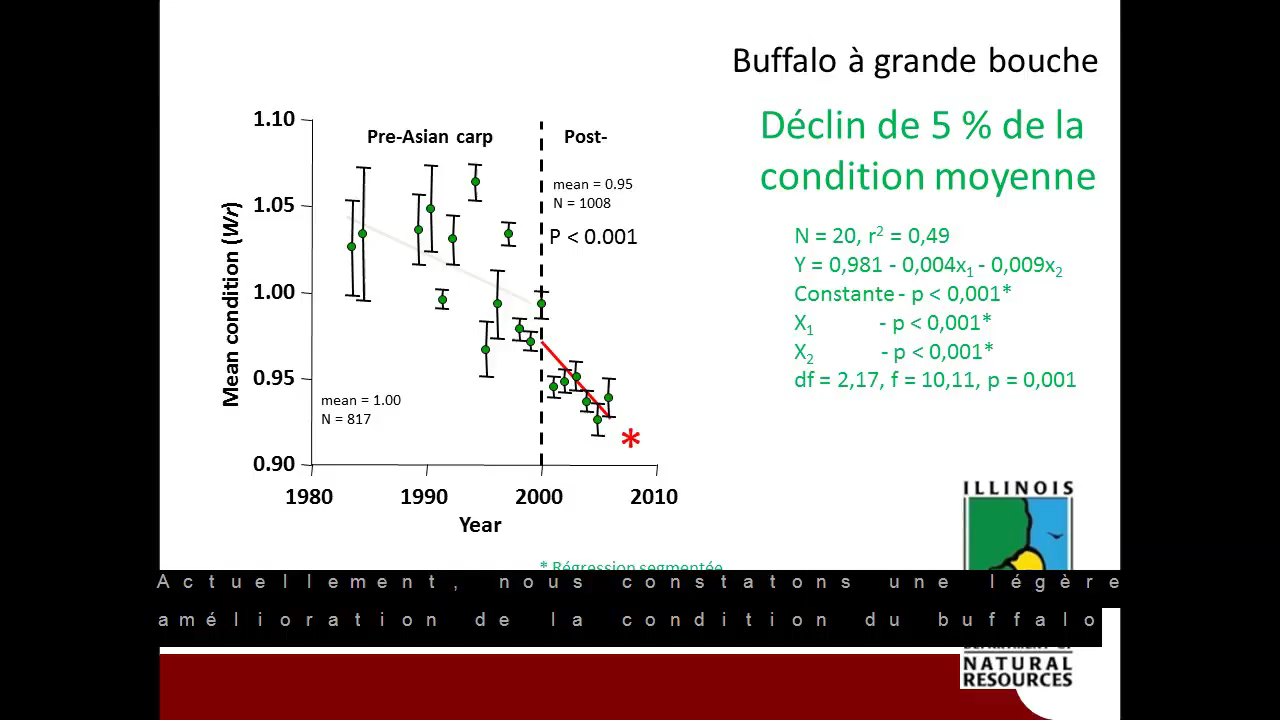 Buffalo à grande bouche
Déclin de 5 % de la
condition moyenne
N = 20, r² = 0,49
Y = 0,981 - 0,004x₁ - 0,009x₂
Constante - p < 0,001*
X₁ - p < 0,001*
X₂ - p < 0,001*
df = 2,17, f = 10,11, p = 0,001
Pre-Asian carp
Post-
mean = 0.95
N = 1008
P < 0.001
Mean condition (Wr)
1.10
1.05
1.00
0.95
0.90
mean = 1.00
N = 817
*
1980 1990 2000 2010
Year
* Régression segmentée
ILLINOIS
Actuellement, nous constatons une légère
amélioration de la condition du buffalo
NATURAL
RESOURCES